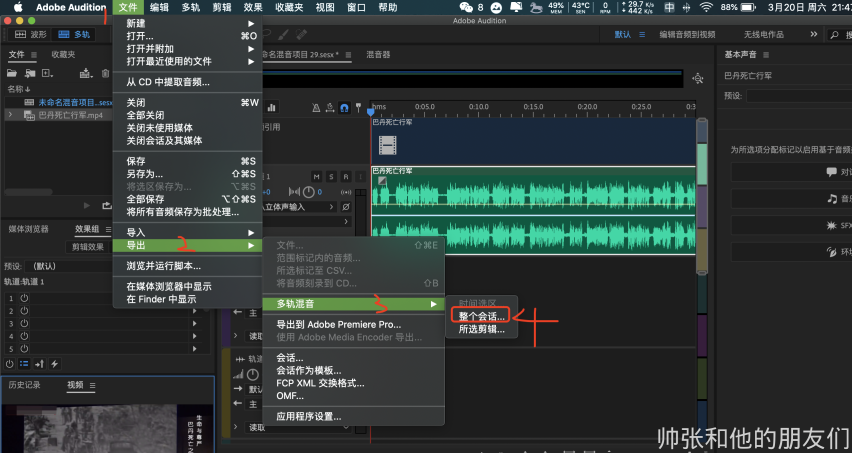 Adobe Audition 文件 编辑 多轨 剪辑 效果 收藏夹 视图 窗口 帮助 8 49% MEM 43°C SEN 0 RPM 29.7 K/s 442 K/s 88% 3月20日 周六 21:47
Adobe Audition
波形 多轨 默认 编辑音频到视频 无线电作品
文件 收藏夹
名称
未命名混音项目...sesx
巴丹死亡行军.mp4
媒体浏览器 效果组
剪辑效果
预设: (默认)
轨道:轨道 1
1
2
3
4
5
历史记录 视频
生命与尊严
新建
打开... ⌘O
打开并附加
打开最近使用的文件
从 CD 中提取音频...
关闭 ⌘W
全部关闭
关闭未使用媒体
关闭会话及其媒体
保存 ⌘S
另存为... ⇧⌘S
将选区保存为... ⌥⌘S
全部保存 ⌥⇧⌘S
将所有音频保存为批处理...
导入
导出
浏览并运行脚本...
在媒体浏览器中显示
在 Finder 中显示
1
2
文件... ⇧⌘E
范围标记内的音频...
所选标记至 CSV...
将音频刻录到 CD... ⇧B
多轨混音
3
导出到 Adobe Premiere Pro...
使用 Adobe Media Encoder 导出...
会话...
会话作为模板...
FCP XML 交换格式...
OMF...
应用程序设置...
时间选区
整个会话...
所选剪辑...
4
命名混音项目 29.sesx * 混音器
hms 0:05.0 0:10.0 0:15.0 0:20.0 0:25.0 0:3
巴丹死亡行军
巴丹死亡行军
M S R
立体声输入
主
读取
轨道
主
读取
基本声音
巴丹死亡行军
预设:
为所选项分配标记以启用基于音频
对
音
SFX
环
帅张和他的朋友们